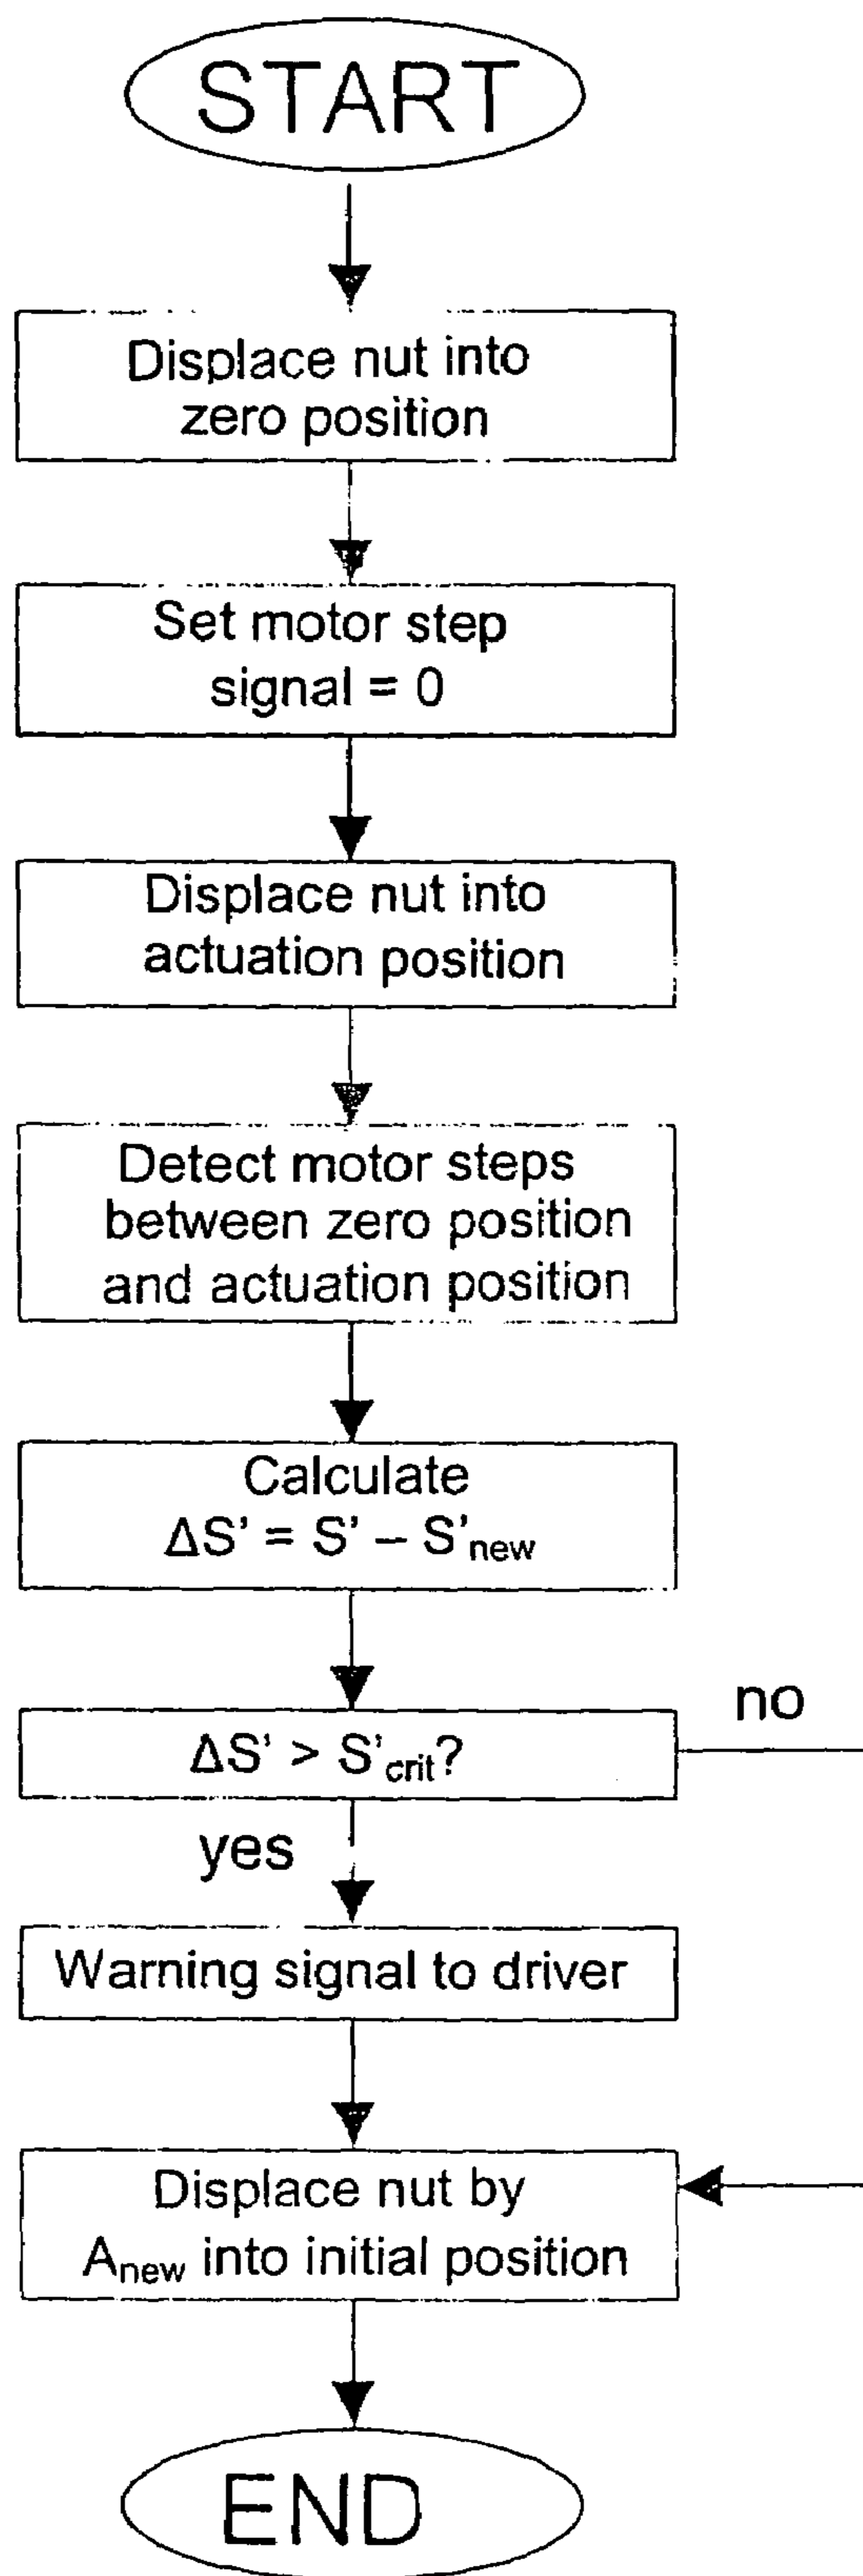 START
Displace nut into
zero position
Set motor step
signal = 0
Displace nut into
actuation position
Detect motor steps
between zero position
and actuation position
Calculate
ΔS' = S' – S'new
ΔS' > S'crit?
no
yes
Warning signal to driver
Displace nut by
Anew into initial position
END